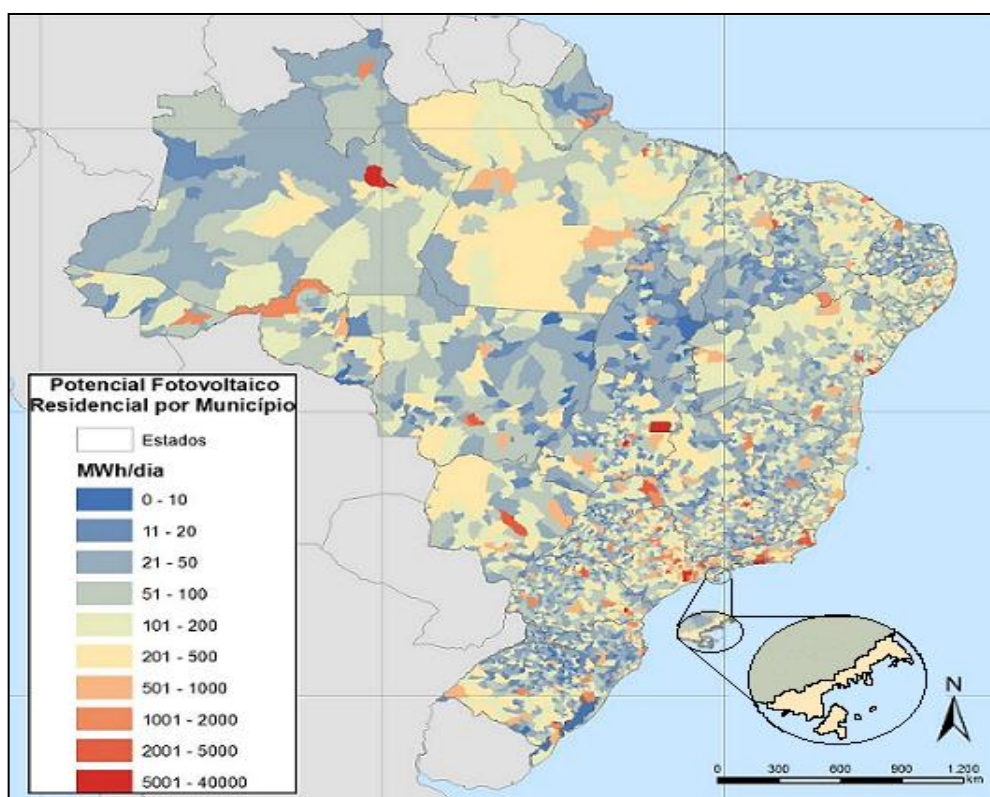 Potencial Fotovoltaico
Residencial por Município
Estados
MWh/dia
0 - 10
11 - 20
21 - 50
51 - 100
101 - 200
201 - 500
501 - 1000
1001 - 2000
2001 - 5000
5001 - 40000
N
0 300 600 900 1.200
km